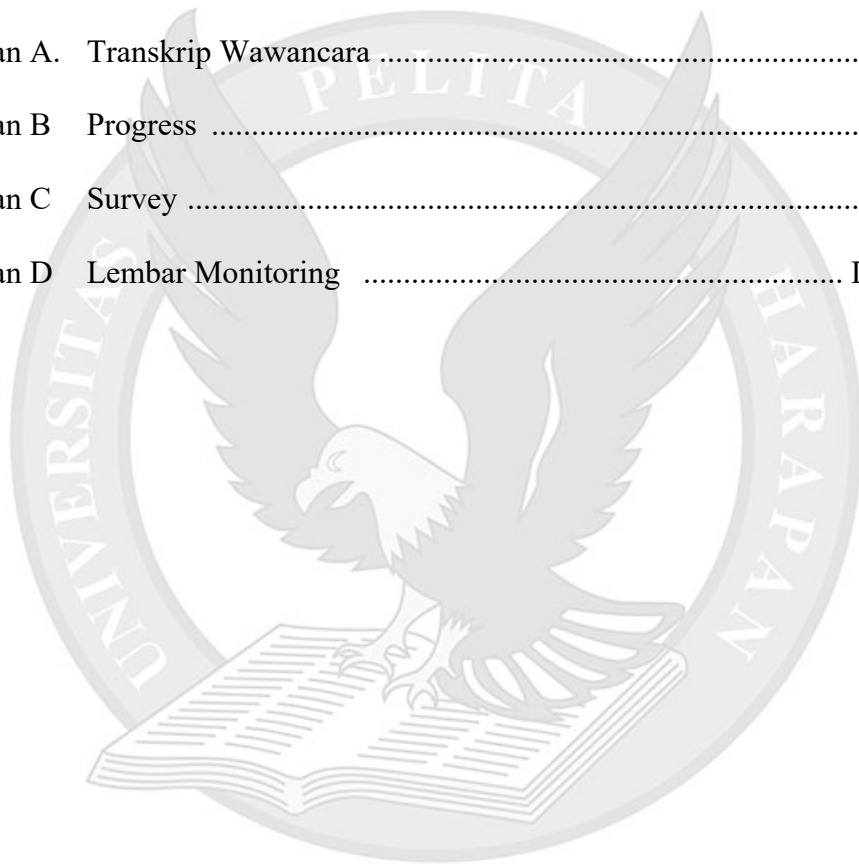 an A. Transkrip Wawancara ....................................................................
an B Progress ....................................................................................
an C Survey .......................................................................................
an D Lembar Monitoring .........................................................
UNIVERSITAS PELITA HARAPAN